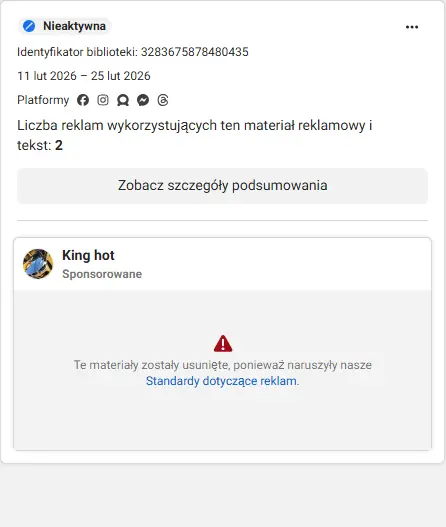 Nieaktywna
Identyfikator biblioteki: 3283675878480435
11 lut 2026 – 25 lut 2026
Platformy
Liczba reklam wykorzystujących ten materiał reklamowy i
tekst: 2
Zobacz szczegóły podsumowania
King hot
Sponsorowane
Te materiały zostały usunięte, ponieważ naruszyły nasze
Standardy dotyczące reklam.